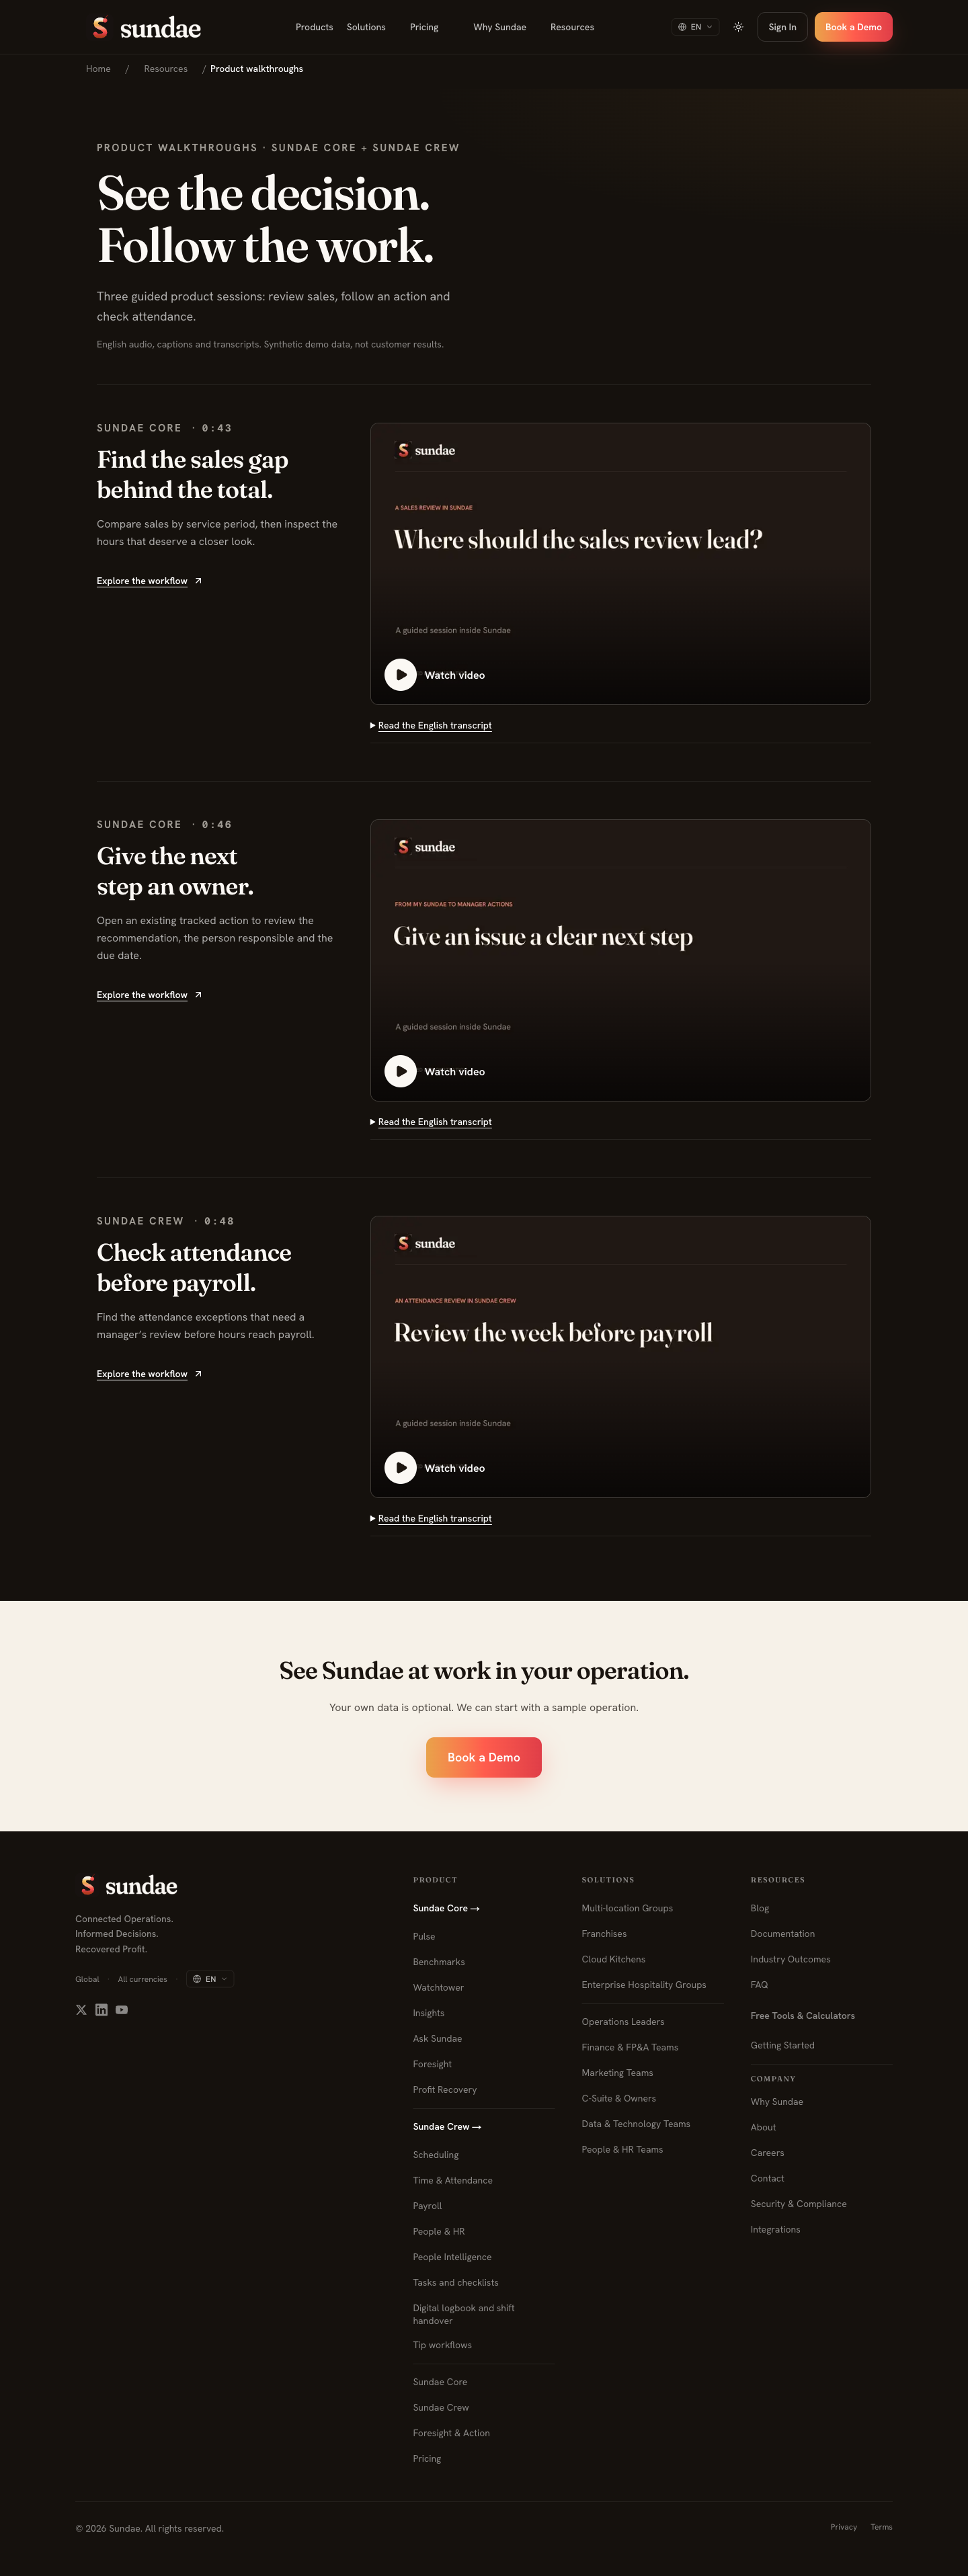 sundae
Products Solutions Pricing Why Sundae Resources EN Sign In Book a Demo
Home / Resources / Product walkthroughs
PRODUCT WALKTHROUGHS · SUNDAE CORE + SUNDAE CREW
See the decision.
Follow the work.
Three guided product sessions: review sales, follow an action and
check attendance.
English audio, captions and transcripts. Synthetic demo data, not customer results.
SUNDAE CORE · 0:43
Find the sales gap
behind the total.
Compare sales by service period, then inspect the
hours that deserve a closer look.
Explore the workflow
sundae
A SALES REVIEW IN SUNDAE
Where should the sales review lead?
A guided session inside Sundae
Watch video
Read the English transcript
SUNDAE CORE · 0:46
Give the next
step an owner.
Open an existing tracked action to review the
recommendation, the person responsible and the
due date.
Explore the workflow
sundae
FROM MY SUNDAE TO MANAGER ACTIONS
Give an issue a clear next step
A guided session inside Sundae
Watch video
Read the English transcript
SUNDAE CREW · 0:48
Check attendance
before payroll.
Find the attendance exceptions that need a
manager’s review before hours reach payroll.
Explore the workflow
sundae
AN ATTENDANCE REVIEW IN SUNDAE CREW
Review the week before payroll
A guided session inside Sundae
Watch video
Read the English transcript
See Sundae at work in your operation.
Your own data is optional. We can start with a sample operation.
Book a Demo
sundae
Connected Operations.
Informed Decisions.
Recovered Profit.
Global · All currencies · EN
PRODUCT
Sundae Core →
Pulse
Benchmarks
Watchtower
Insights
Ask Sundae
Foresight
Profit Recovery
Sundae Crew →
Scheduling
Time & Attendance
Payroll
People & HR
People Intelligence
Tasks and checklists
Digital logbook and shift
handover
Tip workflows
Sundae Core
Sundae Crew
Foresight & Action
Pricing
SOLUTIONS
Multi-location Groups
Franchises
Cloud Kitchens
Enterprise Hospitality Groups
Operations Leaders
Finance & FP&A Teams
Marketing Teams
C-Suite & Owners
Data & Technology Teams
People & HR Teams
RESOURCES
Blog
Documentation
Industry Outcomes
FAQ
Free Tools & Calculators
Getting Started
COMPANY
Why Sundae
About
Careers
Contact
Security & Compliance
Integrations
© 2026 Sundae. All rights reserved.
Privacy Terms